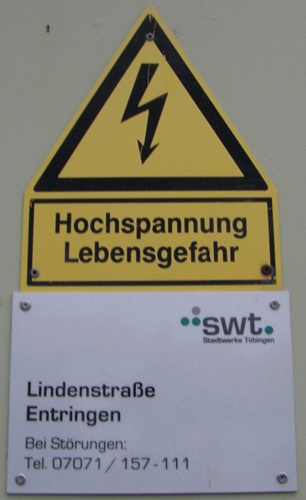 Hochspannung
Lebensgefahr
swt.
Stadtwerke Tübingen
Lindenstraße
Entringen
Bei Störungen:
Tel. 07071 / 157-111